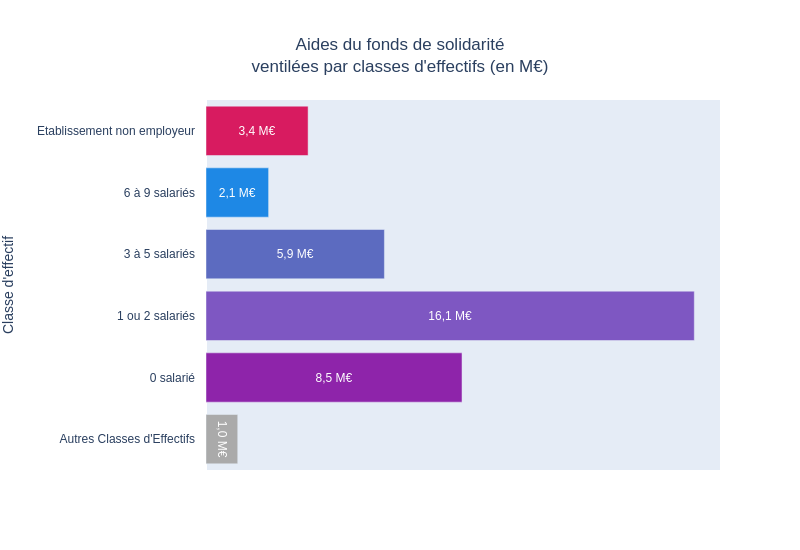 Aides du fonds de solidarité
ventilées par classes d'effectifs (en M€)
Classe d'effectif
Etablissement non employeur
3,4 M€
6 à 9 salariés
2,1 M€
3 à 5 salariés
5,9 M€
1 ou 2 salariés
16,1 M€
0 salarié
8,5 M€
Autres Classes d'Effectifs
1,0 M€